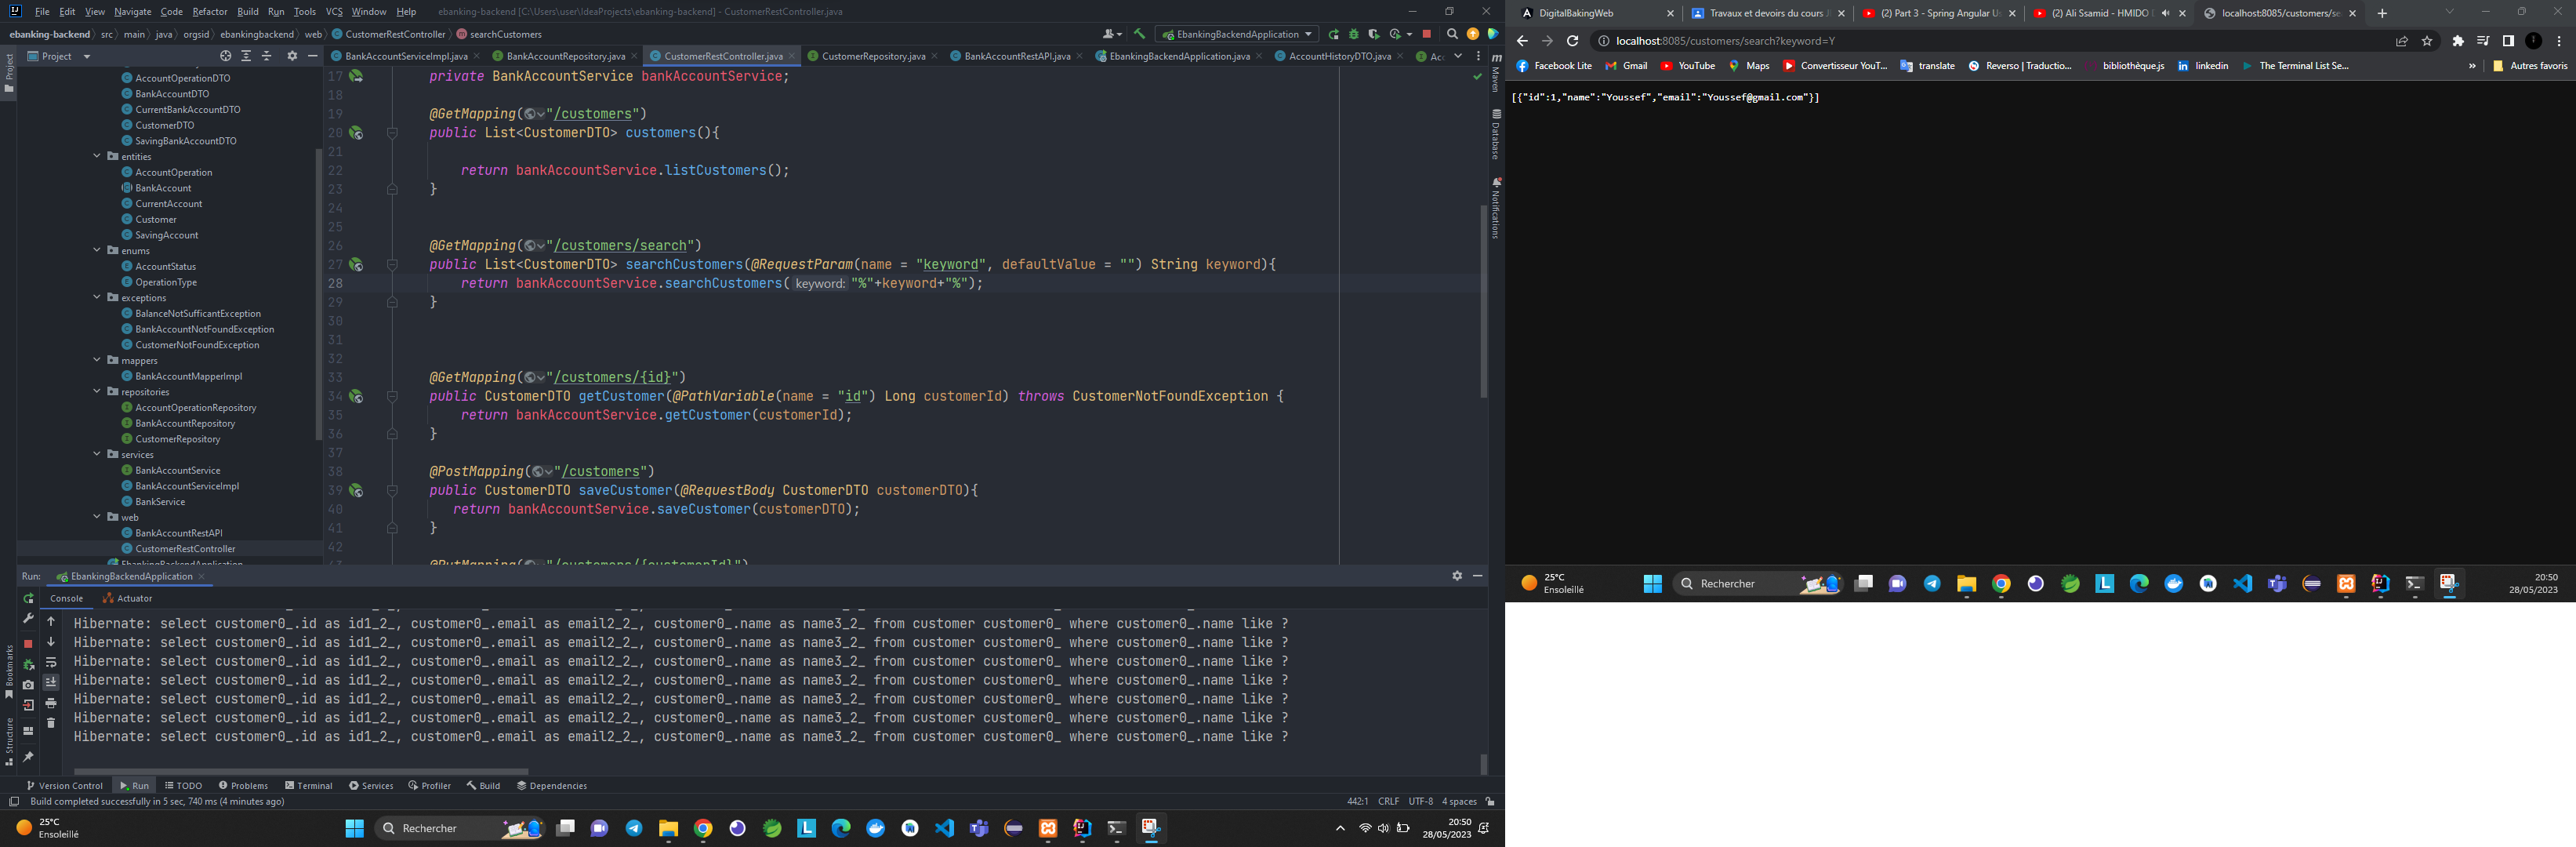 File Edit View Navigate Code Refactor Build Run Tools VCS Window Help ebanking-backend [C:\Users\user\IdeaProjects\ebanking-backend] - CustomerRestController.java
ebanking-backend src main java orgsid ebankingbackend web CustomerRestController searchCustomers
EbankingBackendApplication
Project
BankAccountServiceImpl.java BankAccountRepository.java CustomerRestController.java CustomerRepository.java BankAccountRestAPI.java EbankingBackendApplication.java AccountHistoryDTO.java
Project
Bookmarks
Structure
AccountOperationDTO
BankAccountDTO
CurrentBankAccountDTO
CustomerDTO
SavingBankAccountDTO
entities
AccountOperation
BankAccount
CurrentAccount
Customer
SavingAccount
enums
AccountStatus
OperationType
exceptions
BalanceNotSufficantException
BankAccountNotFoundException
CustomerNotFoundException
mappers
BankAccountMapperImpl
repositories
AccountOperationRepository
BankAccountRepository
CustomerRepository
services
BankAccountService
BankAccountServiceImpl
BankService
web
BankAccountRestAPI
CustomerRestController
EbankingBackendApplication
17 private BankAccountService bankAccountService;
18
19 @GetMapping("/customers")
20 public List<CustomerDTO> customers(){
21
22 return bankAccountService.listCustomers();
23 }
24
25
26 @GetMapping("/customers/search")
27 public List<CustomerDTO> searchCustomers(@RequestParam(name = "keyword", defaultValue = "") String keyword){
28 return bankAccountService.searchCustomers( keyword: "%"+keyword+"%");
29 }
30
31
32
33 @GetMapping("/customers/{id}")
34 public CustomerDTO getCustomer(@PathVariable(name = "id") Long customerId) throws CustomerNotFoundException {
35 return bankAccountService.getCustomer(customerId);
36 }
37
38 @PostMapping("/customers")
39 public CustomerDTO saveCustomer(@RequestBody CustomerDTO customerDTO){
40 return bankAccountService.saveCustomer(customerDTO);
41 }
42
43 @PutMapping("/customers/{customerId}")
Maven
Database
Notifications
Run: EbankingBackendApplication
Console Actuator
Hibernate: select customer0_.id as id1_2_, customer0_.email as email2_2_, customer0_.name as name3_2_ from customer customer0_ where customer0_.name like ?
Hibernate: select customer0_.id as id1_2_, customer0_.email as email2_2_, customer0_.name as name3_2_ from customer customer0_ where customer0_.name like ?
Hibernate: select customer0_.id as id1_2_, customer0_.email as email2_2_, customer0_.name as name3_2_ from customer customer0_ where customer0_.name like ?
Hibernate: select customer0_.id as id1_2_, customer0_.email as email2_2_, customer0_.name as name3_2_ from customer customer0_ where customer0_.name like ?
Hibernate: select customer0_.id as id1_2_, customer0_.email as email2_2_, customer0_.name as name3_2_ from customer customer0_ where customer0_.name like ?
Hibernate: select customer0_.id as id1_2_, customer0_.email as email2_2_, customer0_.name as name3_2_ from customer customer0_ where customer0_.name like ?
Hibernate: select customer0_.id as id1_2_, customer0_.email as email2_2_, customer0_.name as name3_2_ from customer customer0_ where customer0_.name like ?
Version Control Run TODO Problems Terminal Services Profiler Build Dependencies
Build completed successfully in 5 sec, 740 ms (4 minutes ago) 442:1 CRLF UTF-8 4 spaces
25°C
Ensoleillé
Rechercher
20:50
28/05/2023
DigitalBakingWeb Travaux et devoirs du cours (2) Part 3 - Spring Angular (2) Ali Ssamid - HMIDO localhost:8085/customers/se
localhost:8085/customers/search?keyword=Y
Facebook Lite Gmail YouTube Maps Convertisseur YouT... translate Reverso | Traductio... bibliothèque.js linkedin The Terminal List Se... » Autres favoris
[{"id":1,"name":"Youssef","email":"Youssef@gmail.com"}]
25°C
Ensoleillé
Rechercher
20:50
28/05/2023